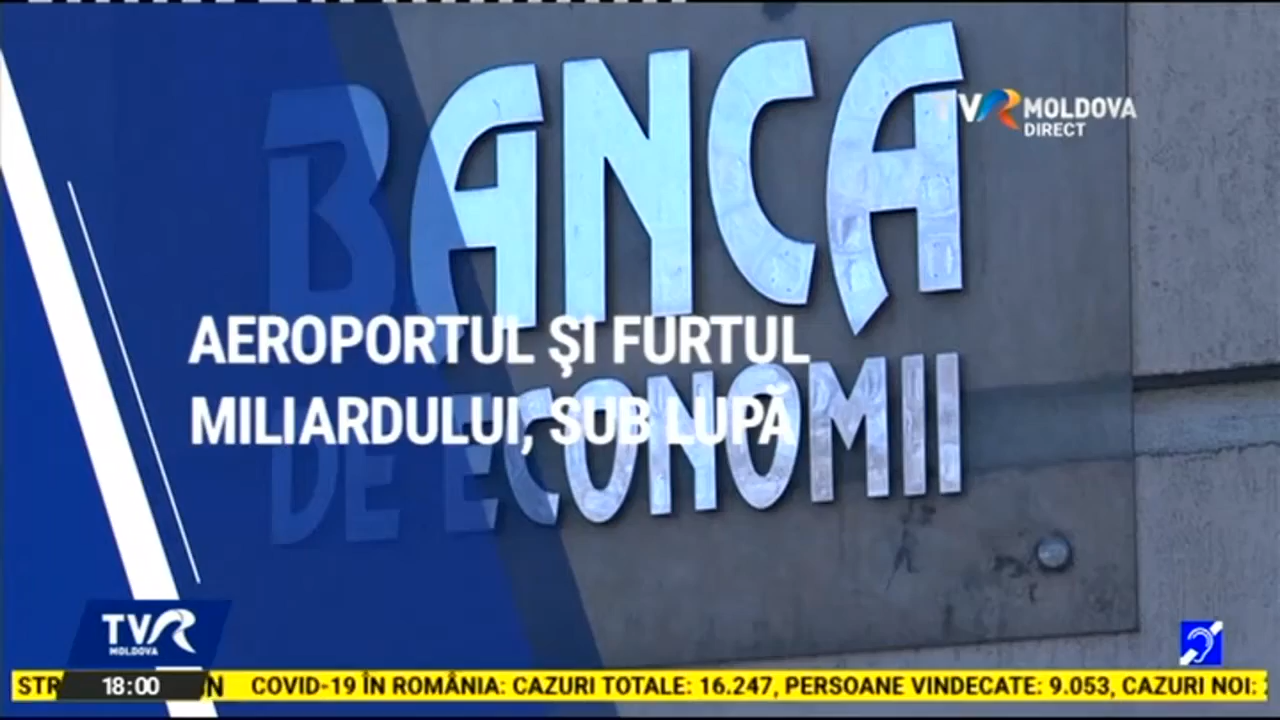 BANCA
DE ECONOMII
TVR MOLDOVA
DIRECT
AEROPORTUL ŞI FURTUL
MILIARDULUI, SUB LUPĂ
TVR
MOLDOVA
18:00
COVID-19 ÎN ROMÂNIA: CAZURI TOTALE: 16.247, PERSOANE VINDECATE: 9.053, CAZURI NOI: